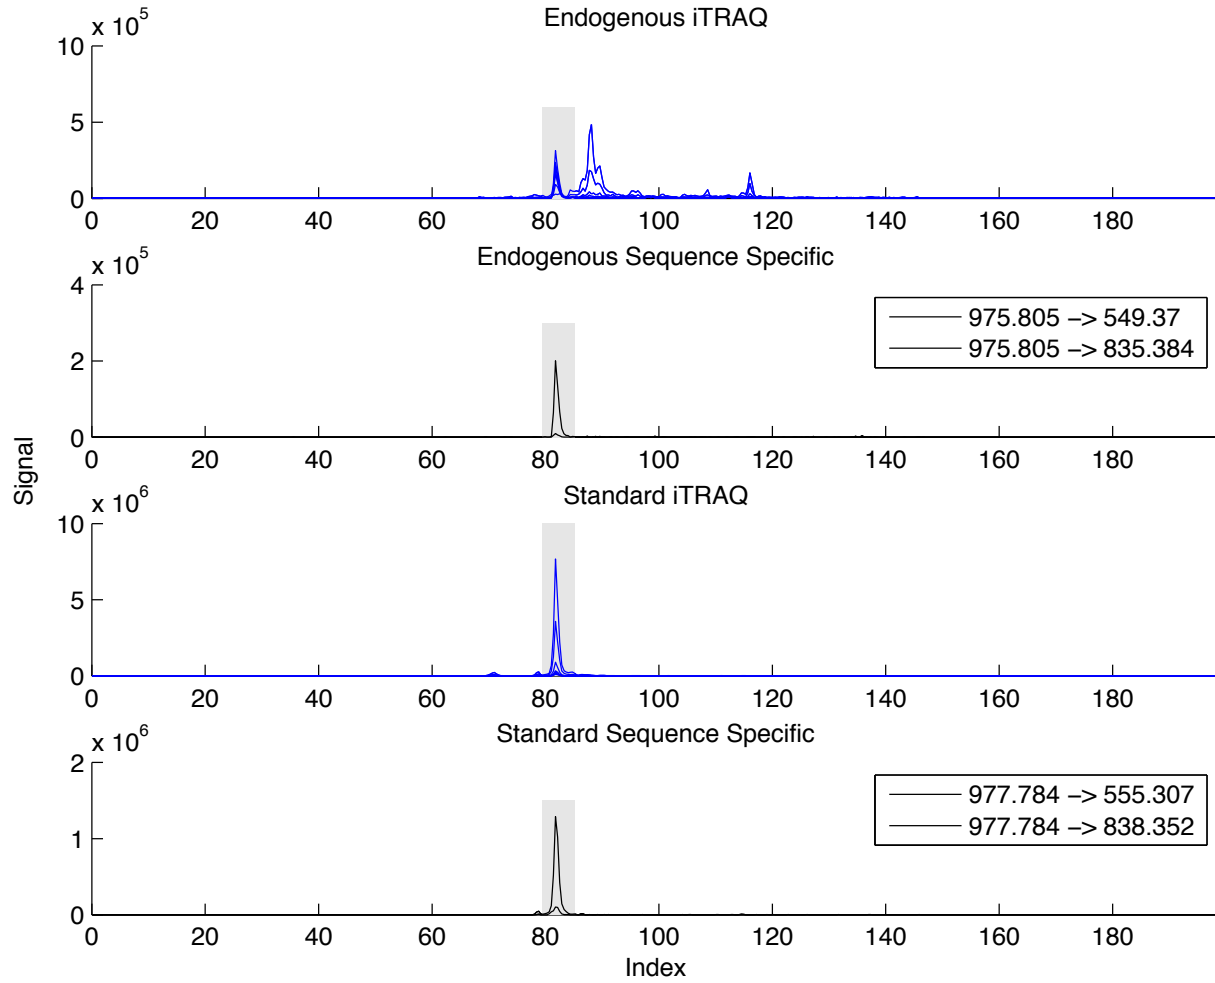 x 10^5
Endogenous iTRAQ
10
5
0
0 20 40 60 80 100 120 140 160 180
x 10^5
Endogenous Sequence Specific
4
2
0
975.805 −> 549.37
975.805 −> 835.384
0 20 40 60 80 100 120 140 160 180
Signal
x 10^6
Standard iTRAQ
10
5
0
0 20 40 60 80 100 120 140 160 180
x 10^6
Standard Sequence Specific
2
1
0
977.784 −> 555.307
977.784 −> 838.352
0 20 40 60 80 100 120 140 160 180
Index